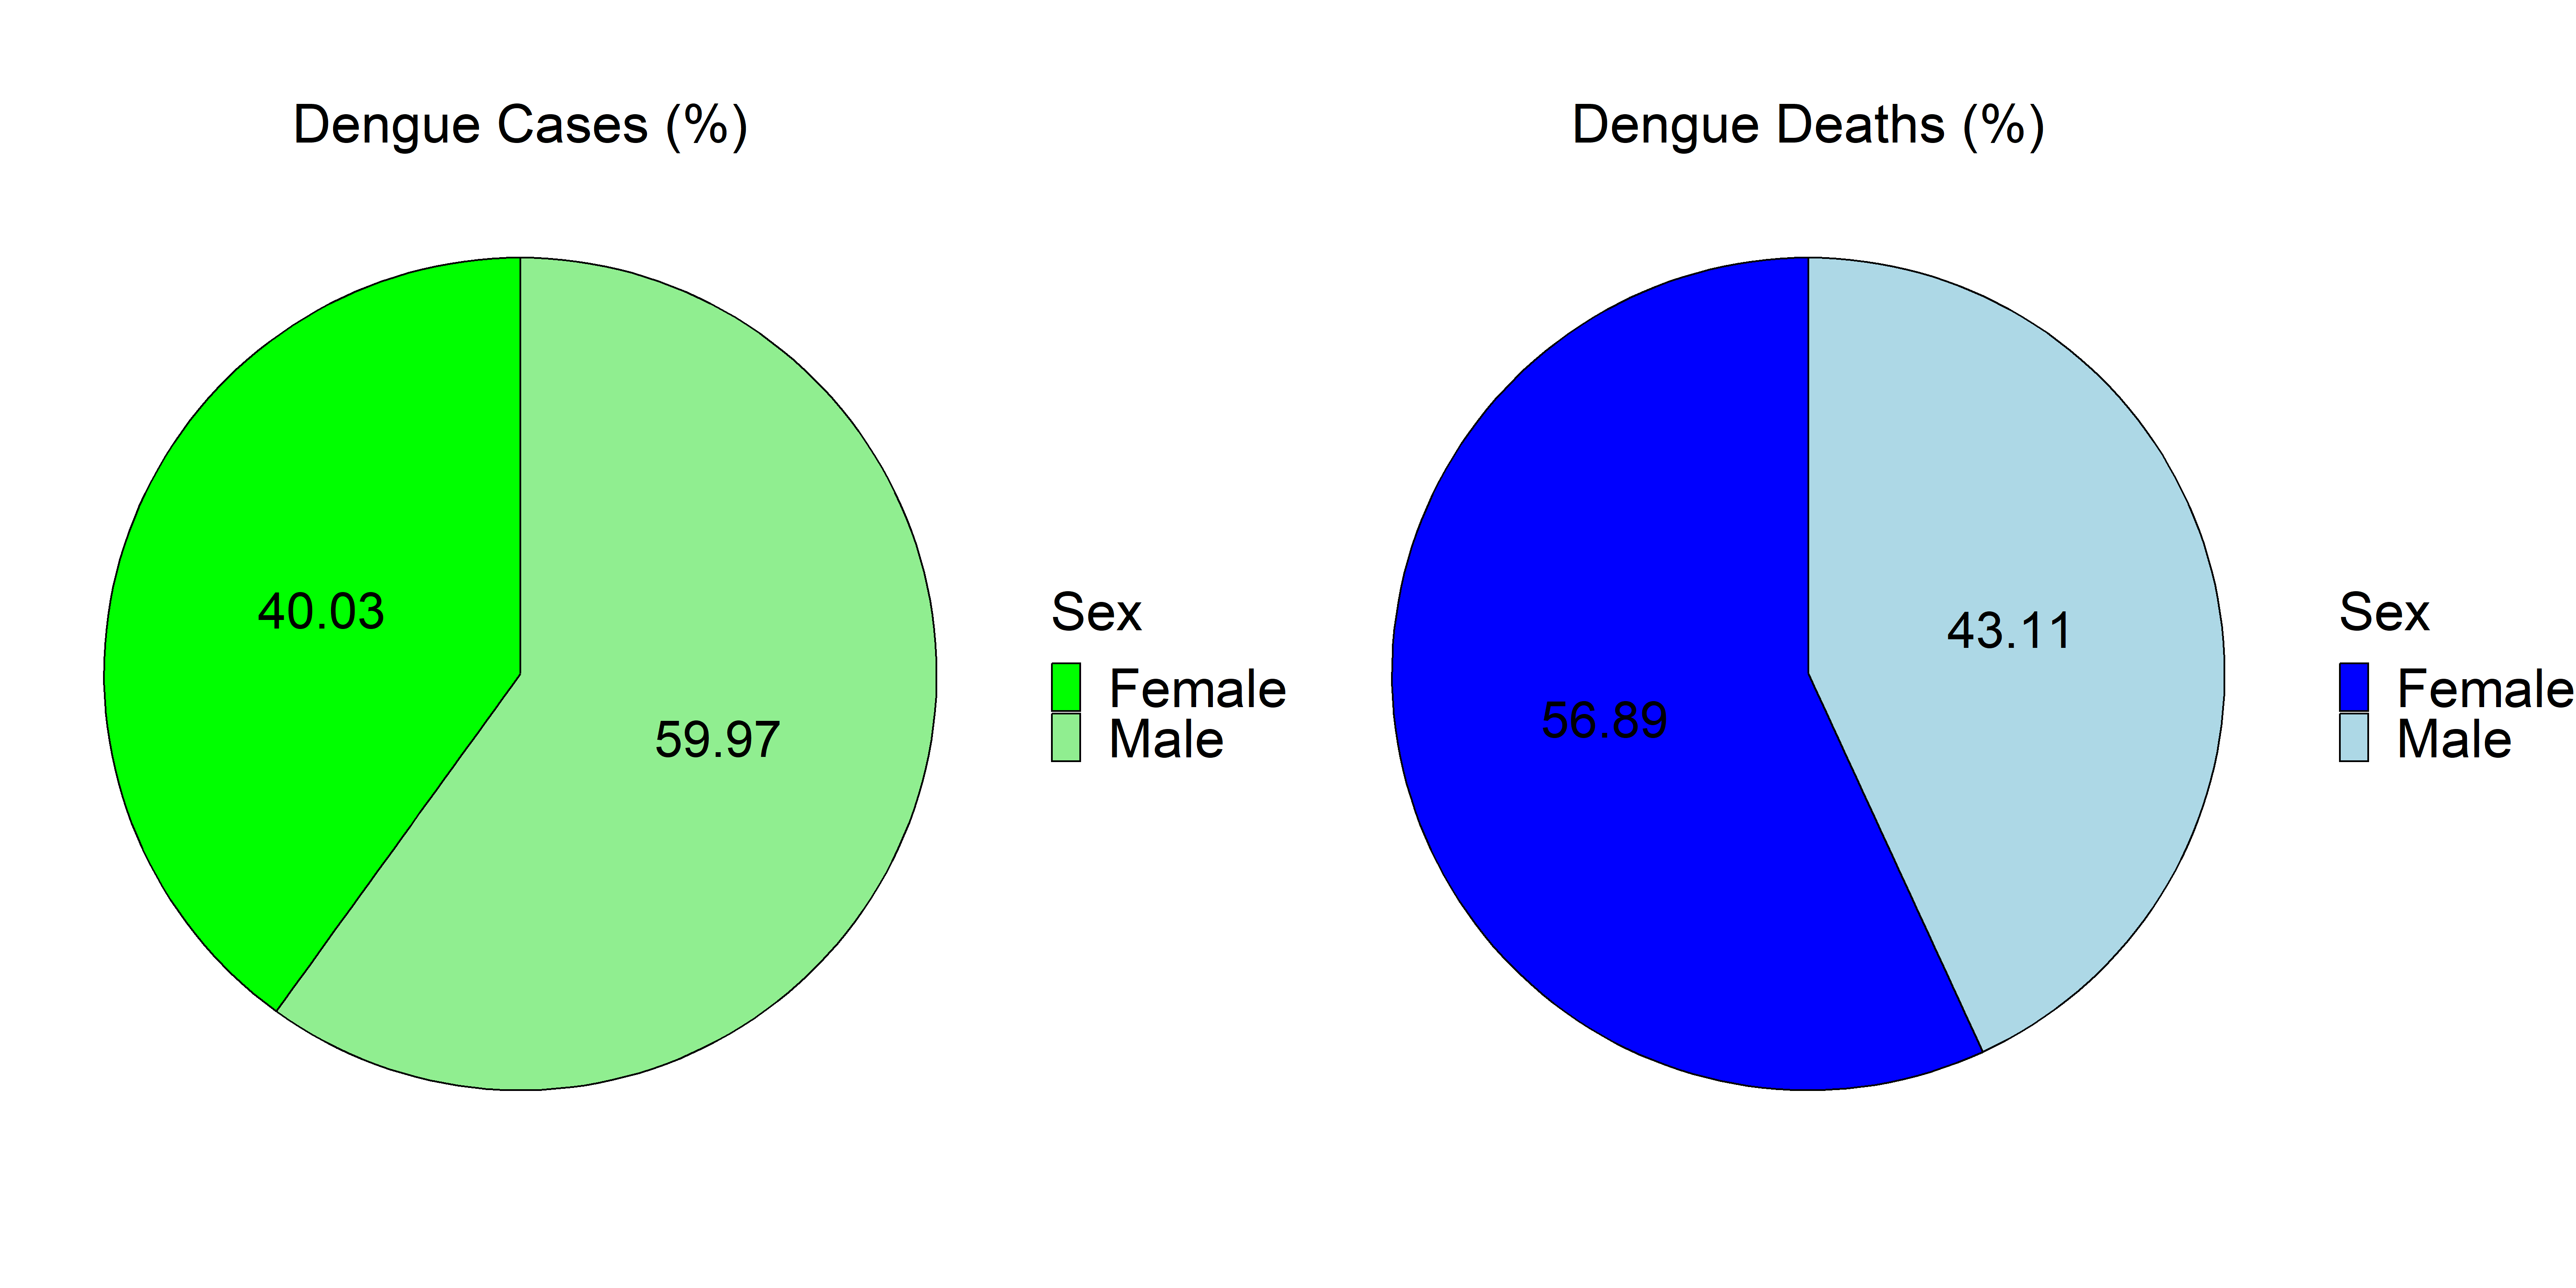 Dengue Cases (%)
40.03
59.97
Sex
Female
Male
Dengue Deaths (%)
56.89
43.11
Sex
Female
Male